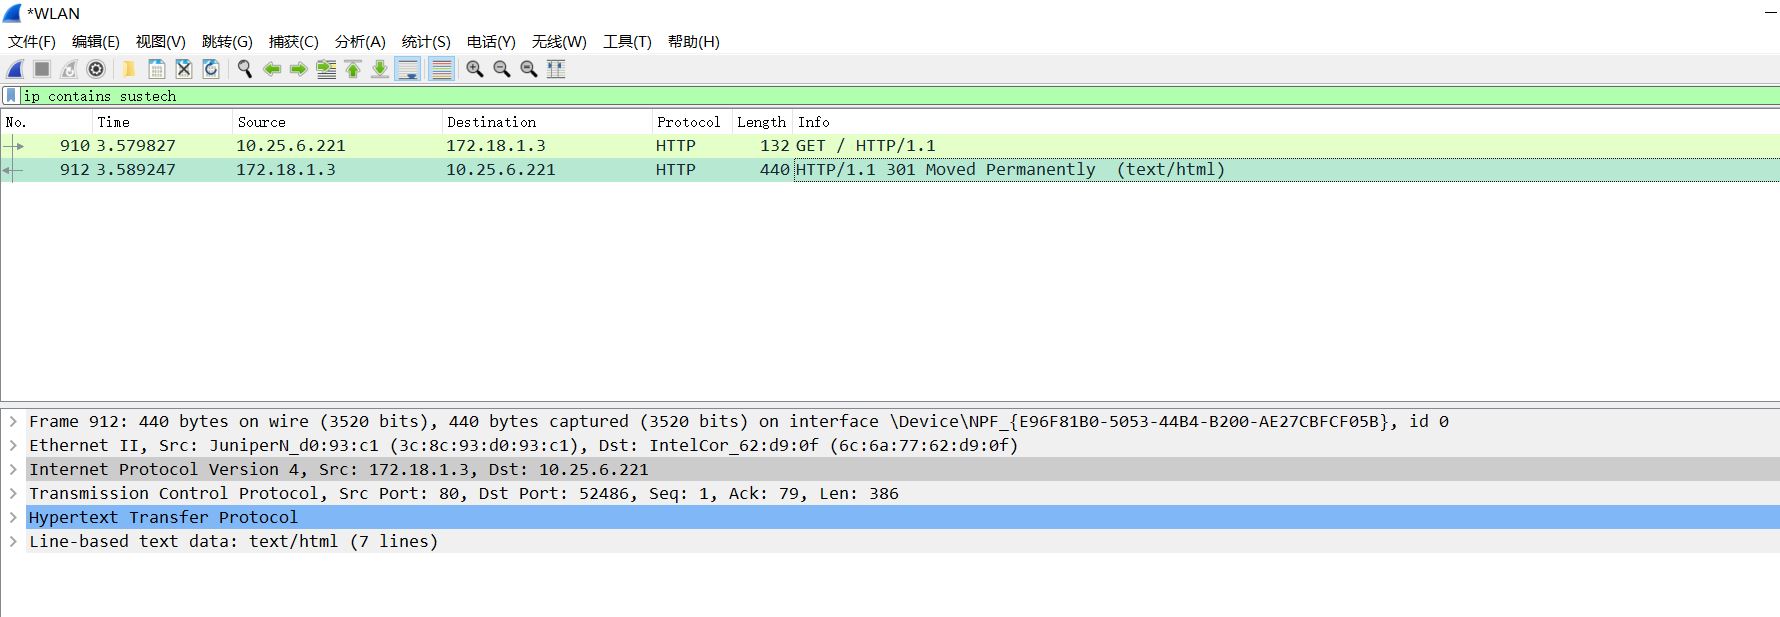 *WLAN
文件(F) 编辑(E) 视图(V) 跳转(G) 捕获(C) 分析(A) 统计(S) 电话(Y) 无线(W) 工具(T) 帮助(H)
ip contains sustech
No. Time Source Destination Protocol Length Info
910 3.579827 10.25.6.221 172.18.1.3 HTTP 132 GET / HTTP/1.1
912 3.589247 172.18.1.3 10.25.6.221 HTTP 440 HTTP/1.1 301 Moved Permanently (text/html)
Frame 912: 440 bytes on wire (3520 bits), 440 bytes captured (3520 bits) on interface \Device\NPF_{E96F81B0-5053-44B4-B200-AE27CBFCF05B}, id 0
Ethernet II, Src: JuniperN_d0:93:c1 (3c:8c:93:d0:93:c1), Dst: IntelCor_62:d9:0f (6c:6a:77:62:d9:0f)
Internet Protocol Version 4, Src: 172.18.1.3, Dst: 10.25.6.221
Transmission Control Protocol, Src Port: 80, Dst Port: 52486, Seq: 1, Ack: 79, Len: 386
Hypertext Transfer Protocol
Line-based text data: text/html (7 lines)